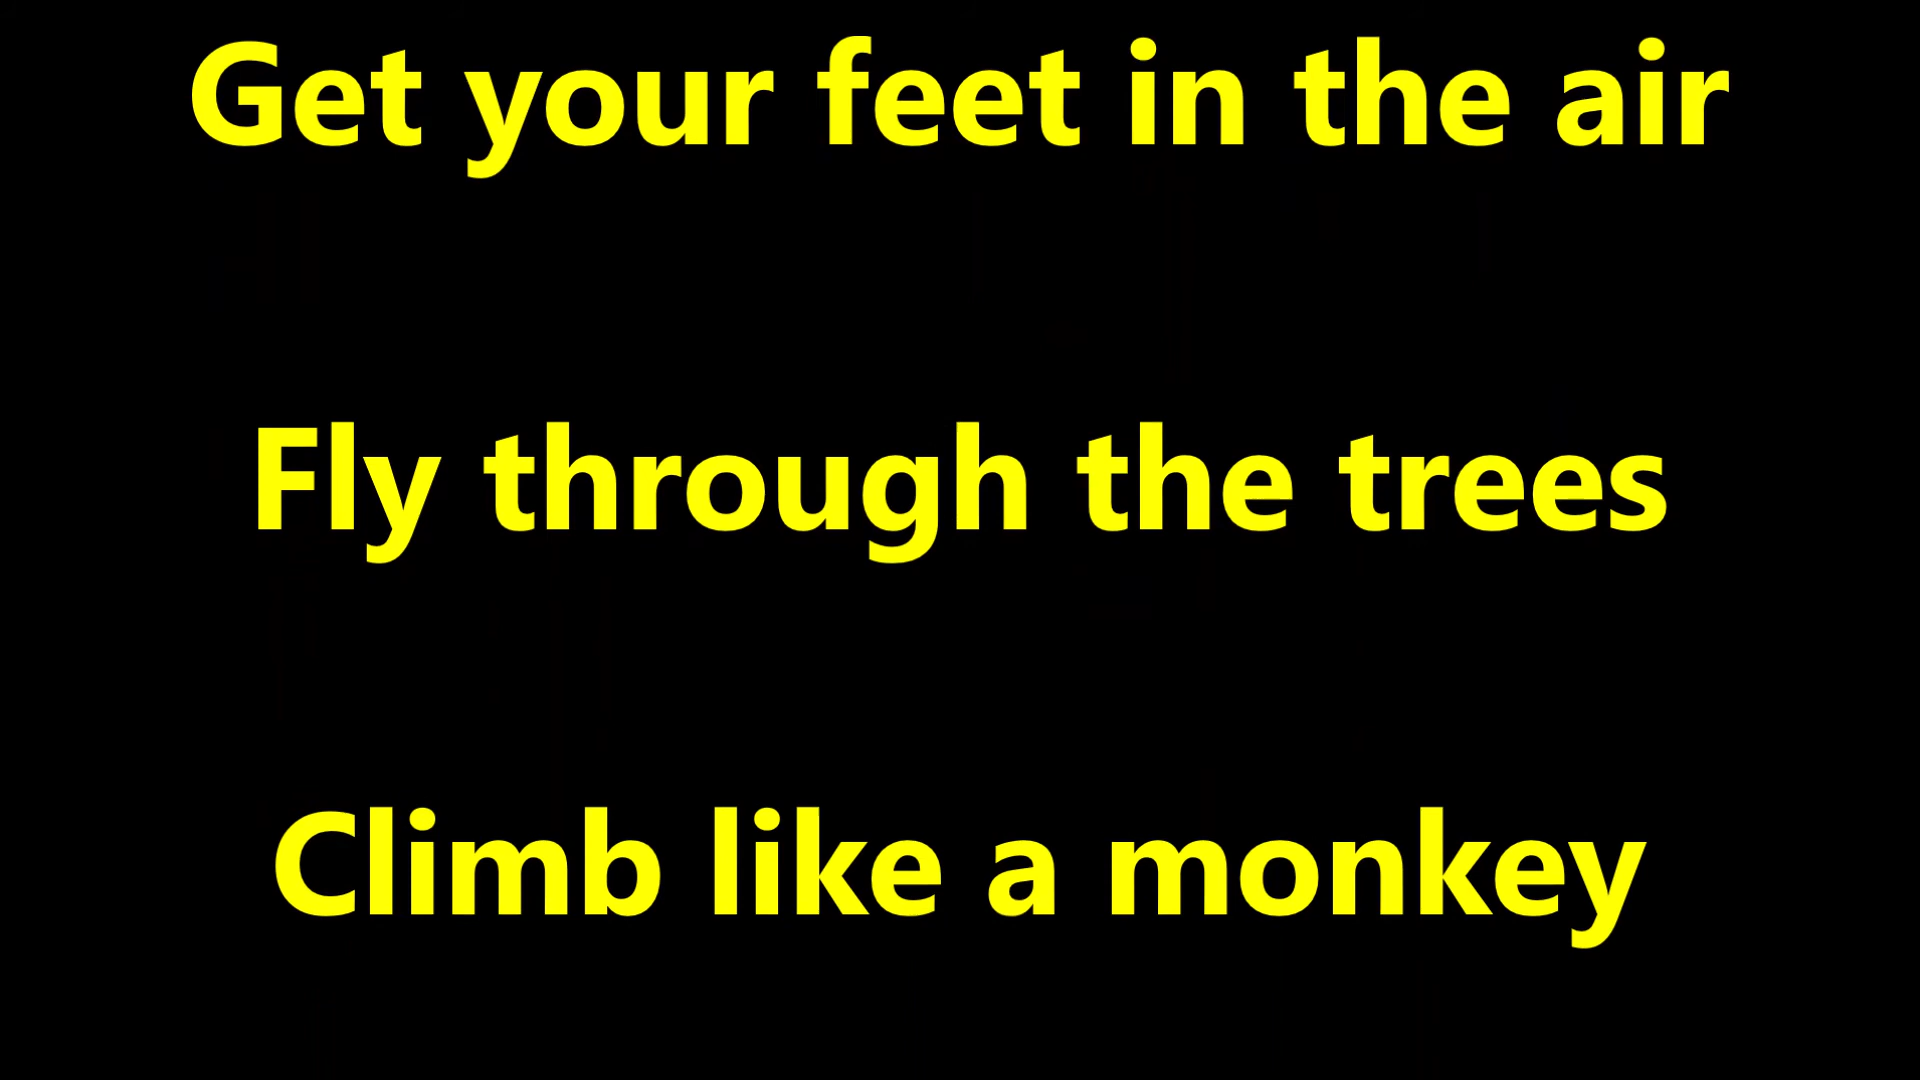 Get your feet in the air
Fly through the trees
Climb like a monkey